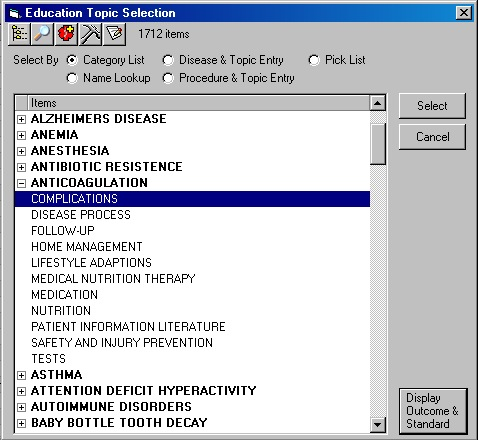 Education Topic Selection
1712 items
Select By Category List Disease & Topic Entry Pick List
Name Lookup Procedure & Topic Entry
Items
Select
Cancel
ALZHEIMERS DISEASE
ANEMIA
ANESTHESIA
ANTIBIOTIC RESISTENCE
ANTICOAGULATION
COMPLICATIONS
DISEASE PROCESS
FOLLOW-UP
HOME MANAGEMENT
LIFESTYLE ADAPTIONS
MEDICAL NUTRITION THERAPY
MEDICATION
NUTRITION
PATIENT INFORMATION LITERATURE
SAFETY AND INJURY PREVENTION
TESTS
ASTHMA
ATTENTION DEFICIT HYPERACTIVITY
AUTOIMMUNE DISORDERS
BABY BOTTLE TOOTH DECAY
Display
Outcome &
Standard